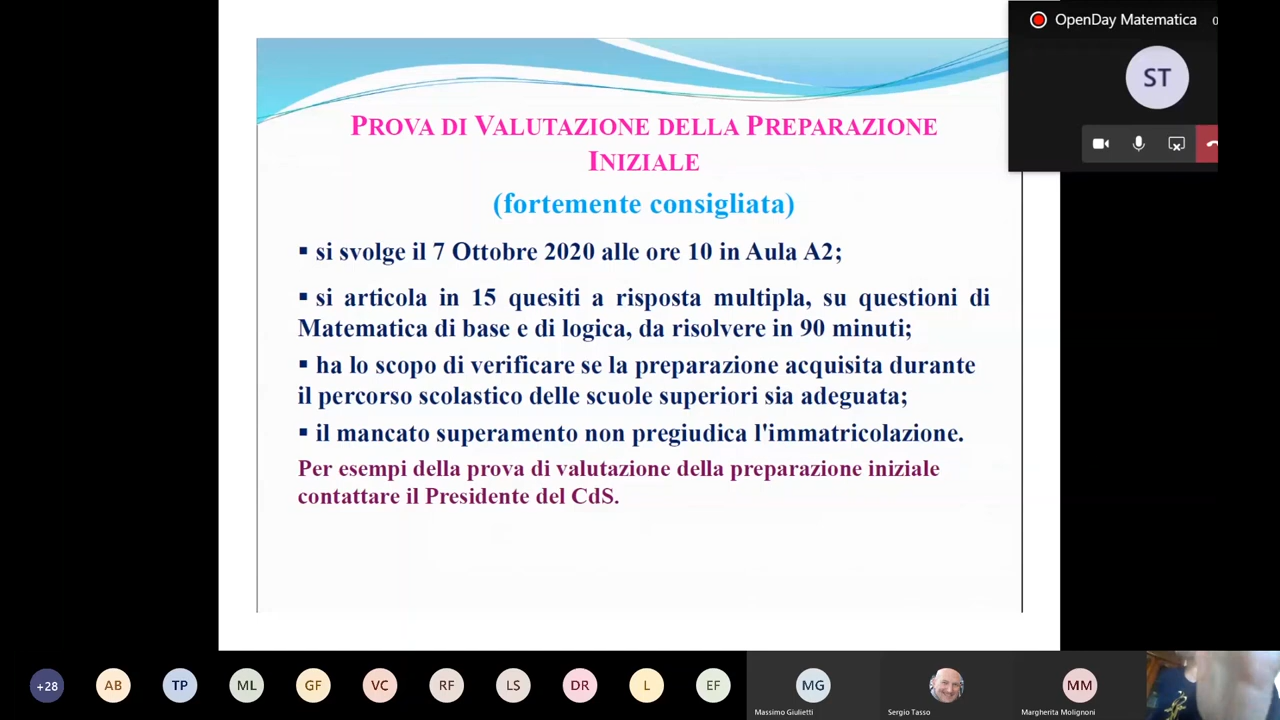 OpenDay Matematica
ST
PROVA DI VALUTAZIONE DELLA PREPARAZIONE
INIZIALE
(fortemente consigliata)
▪ si svolge il 7 Ottobre 2020 alle ore 10 in Aula A2;
▪ si articola in 15 quesiti a risposta multipla, su questioni di
Matematica di base e di logica, da risolvere in 90 minuti;
▪ ha lo scopo di verificare se la preparazione acquisita durante
il percorso scolastico delle scuole superiori sia adeguata;
▪ il mancato superamento non pregiudica l'immatricolazione.
Per esempi della prova di valutazione della preparazione iniziale
contattare il Presidente del CdS.
+28 AB TP ML GF VC RF LS DR L EF MG MM
Massimo Giulietti Sergio Tasso Margherita Molignoni